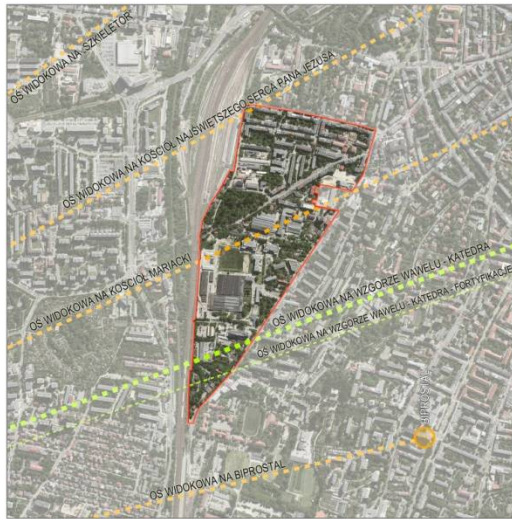 OŚ WIDOKOWA NA "SZKIELETOR"
OŚ WIDOKOWA NA KOŚCIÓŁ NAJŚWIĘTSZEGO SERCA PANA JEZUSA
OŚ WIDOKOWA NA KOŚCIÓŁ MARIACKI
OŚ WIDOKOWA NA WZGÓRZE WAWELU - KATEDRA
OŚ WIDOKOWA NA WZGÓRZE WAWELU - KATEDRA - FORTYFIKACJE
BIPROSTAL
OŚ WIDOKOWA NA BIPROSTAL